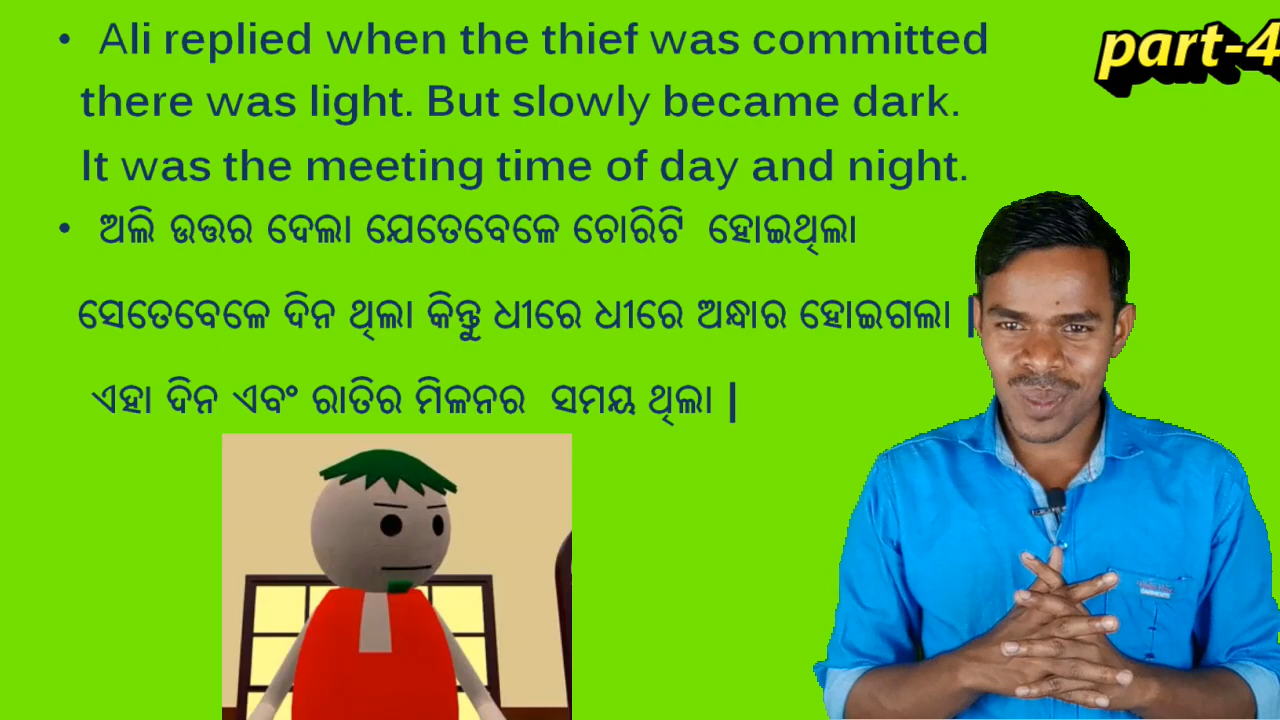 part-4
• Ali replied when the thief was committed
there was light. But slowly became dark.
It was the meeting time of day and night.
• ଅଲି ଉତ୍ତର ଦେଲା ଯେତେବେଳେ ଚୋରିଟି ହୋଇଥିଲା
ସେତେବେଳେ ଦିନ ଥିଲା କିନ୍ତୁ ଧୀରେ ଧୀରେ ଅନ୍ଧାର ହୋଇଗଲା |
ଏହା ଦିନ ଏବଂ ରାତିର ମିଳନର ସମୟ ଥିଲା |